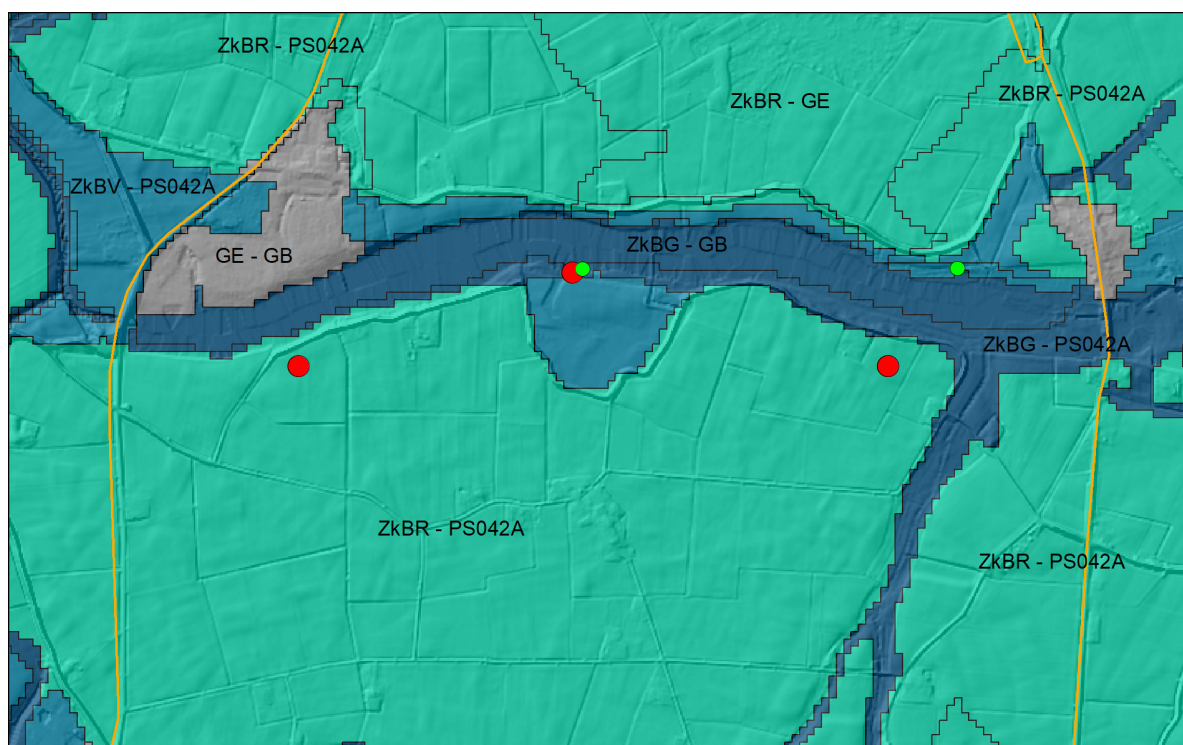 ZkBR - PS042A
ZkBR - GE
ZkBR - PS042A
ZkBV - PS042A
GE - GB
ZkBG - GB
ZkBG - PS042A
ZkBR - PS042A
ZkBR - PS042A